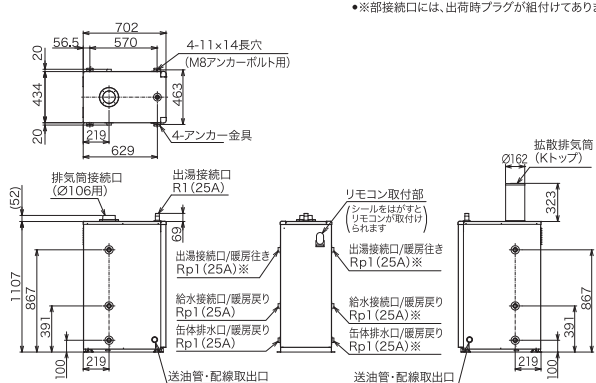 ●※部接続口には、出荷時プラグが組付けてありま
702
56.5
570
20
434
20
463
219
629
4-11×14長穴
(M8アンカーボルト用)
4-アンカー金具
排気筒接続口
(Ø106用)
出湯接続口
R1(25A)
(52)
69
1107
867
391
100
219
出湯接続口/暖房往き
Rp1(25A)※
給水接続口/暖房戻り
Rp1(25A)
缶体排水口/暖房戻り
Rp1(25A)
送油管・配線取出口
リモコン取付部
(シールをはがすと
リモコンが取付け
られます)
出湯接続口/暖房往き
Rp1(25A)※
給水接続口/暖房戻り
Rp1(25A)※
缶体排水口/暖房戻り
Rp1(25A)※
送油管・配線取出口
拡散排気筒
(Kトップ)
Ø162
323
867
391
100
219